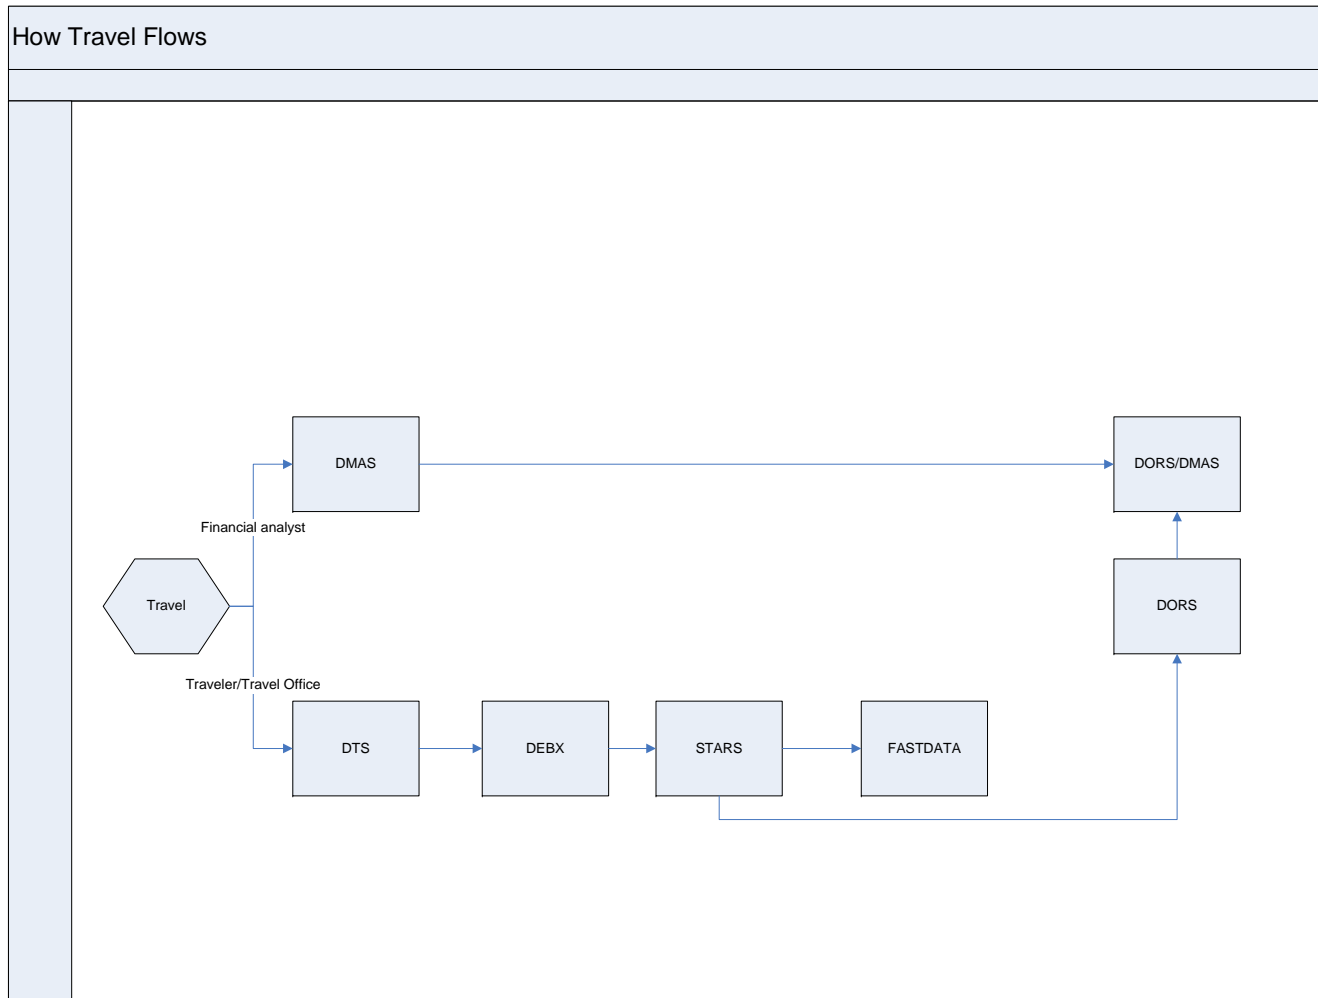 How Travel Flows
DMAS
DORS/DMAS
Financial analyst
Travel
DORS
Traveler/Travel Office
DTS
DEBX
STARS
FASTDATA